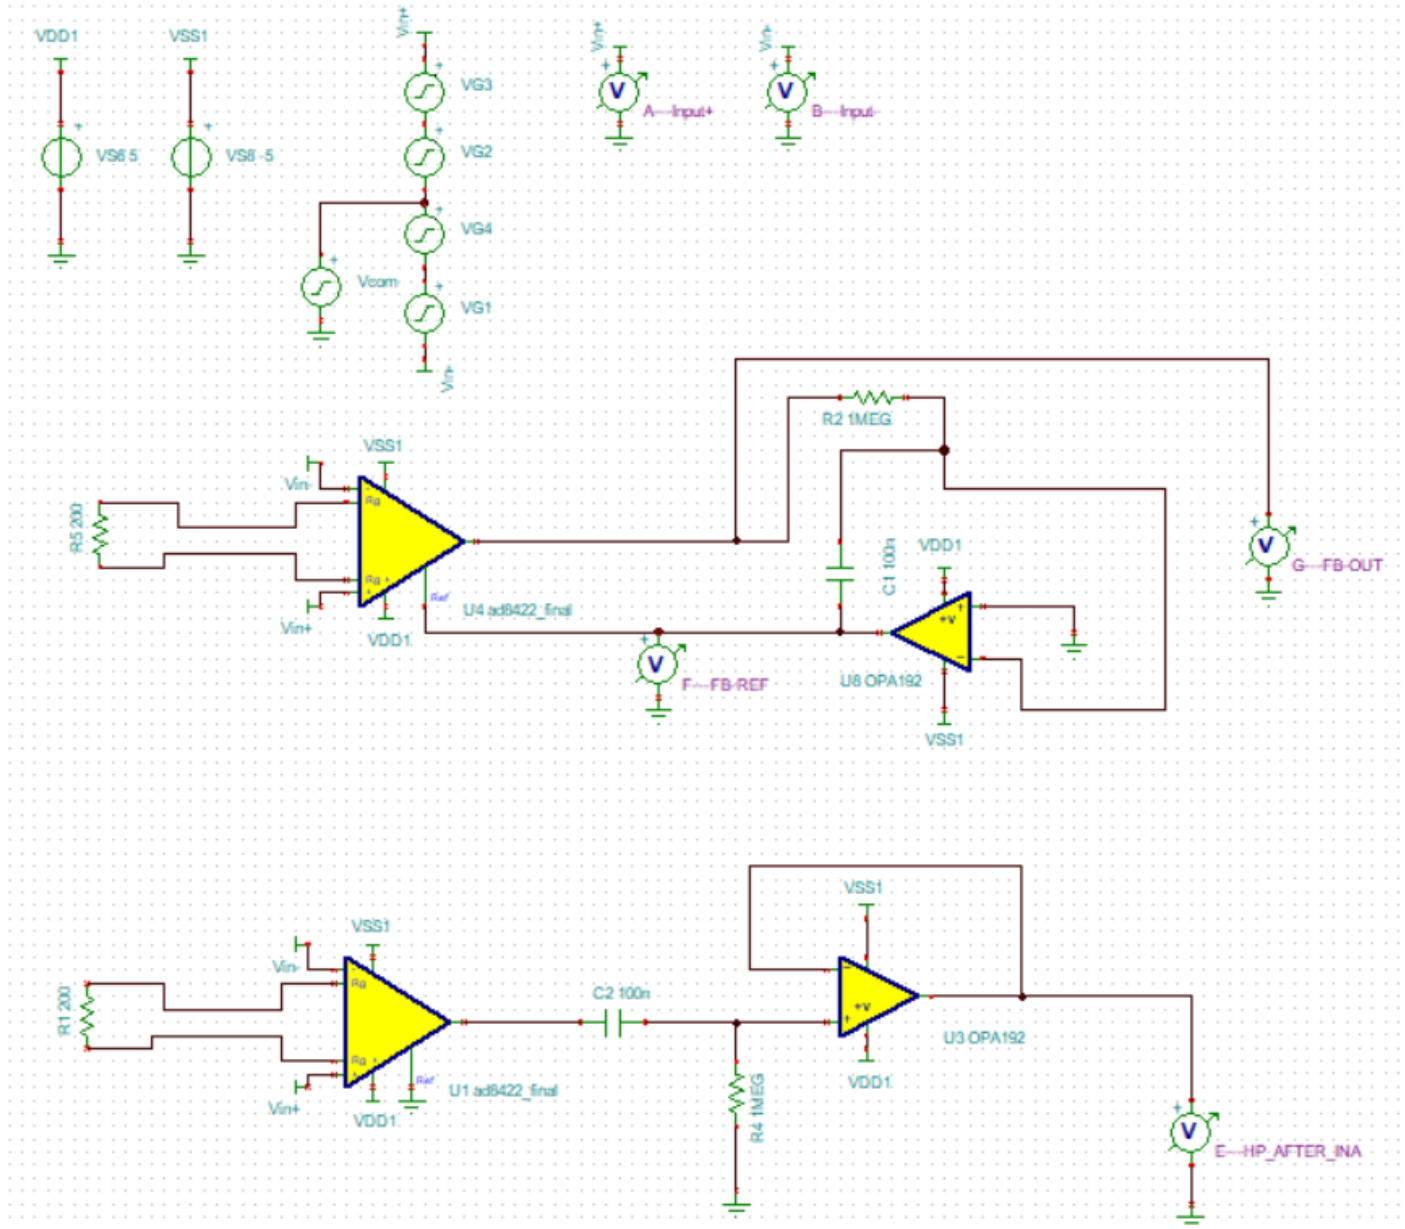 VDD1
VSS1
Vin+
VG3
VG2
VG4
VG1
Vin-
Vcom
VS6 5
VS8 -5
Vin+
V
A---Input+
Vin-
V
B---Input-
R2 1MEG
VSS1
Vin-
Rg
R5 200
Rg
Vin+
VDD1
Ref
U4 ad8422_final
C1 100n
VDD1
+V
U8 OPA192
VSS1
V
F----FB-REF
V
G---FB-OUT
VSS1
Vin-
Rg
R1 200
Rg
Vin+
VDD1
Ref
U1 ad8422_final
C2 100n
R4 1MEG
VSS1
+V
VDD1
U3 OPA192
V
E---HP_AFTER_INA